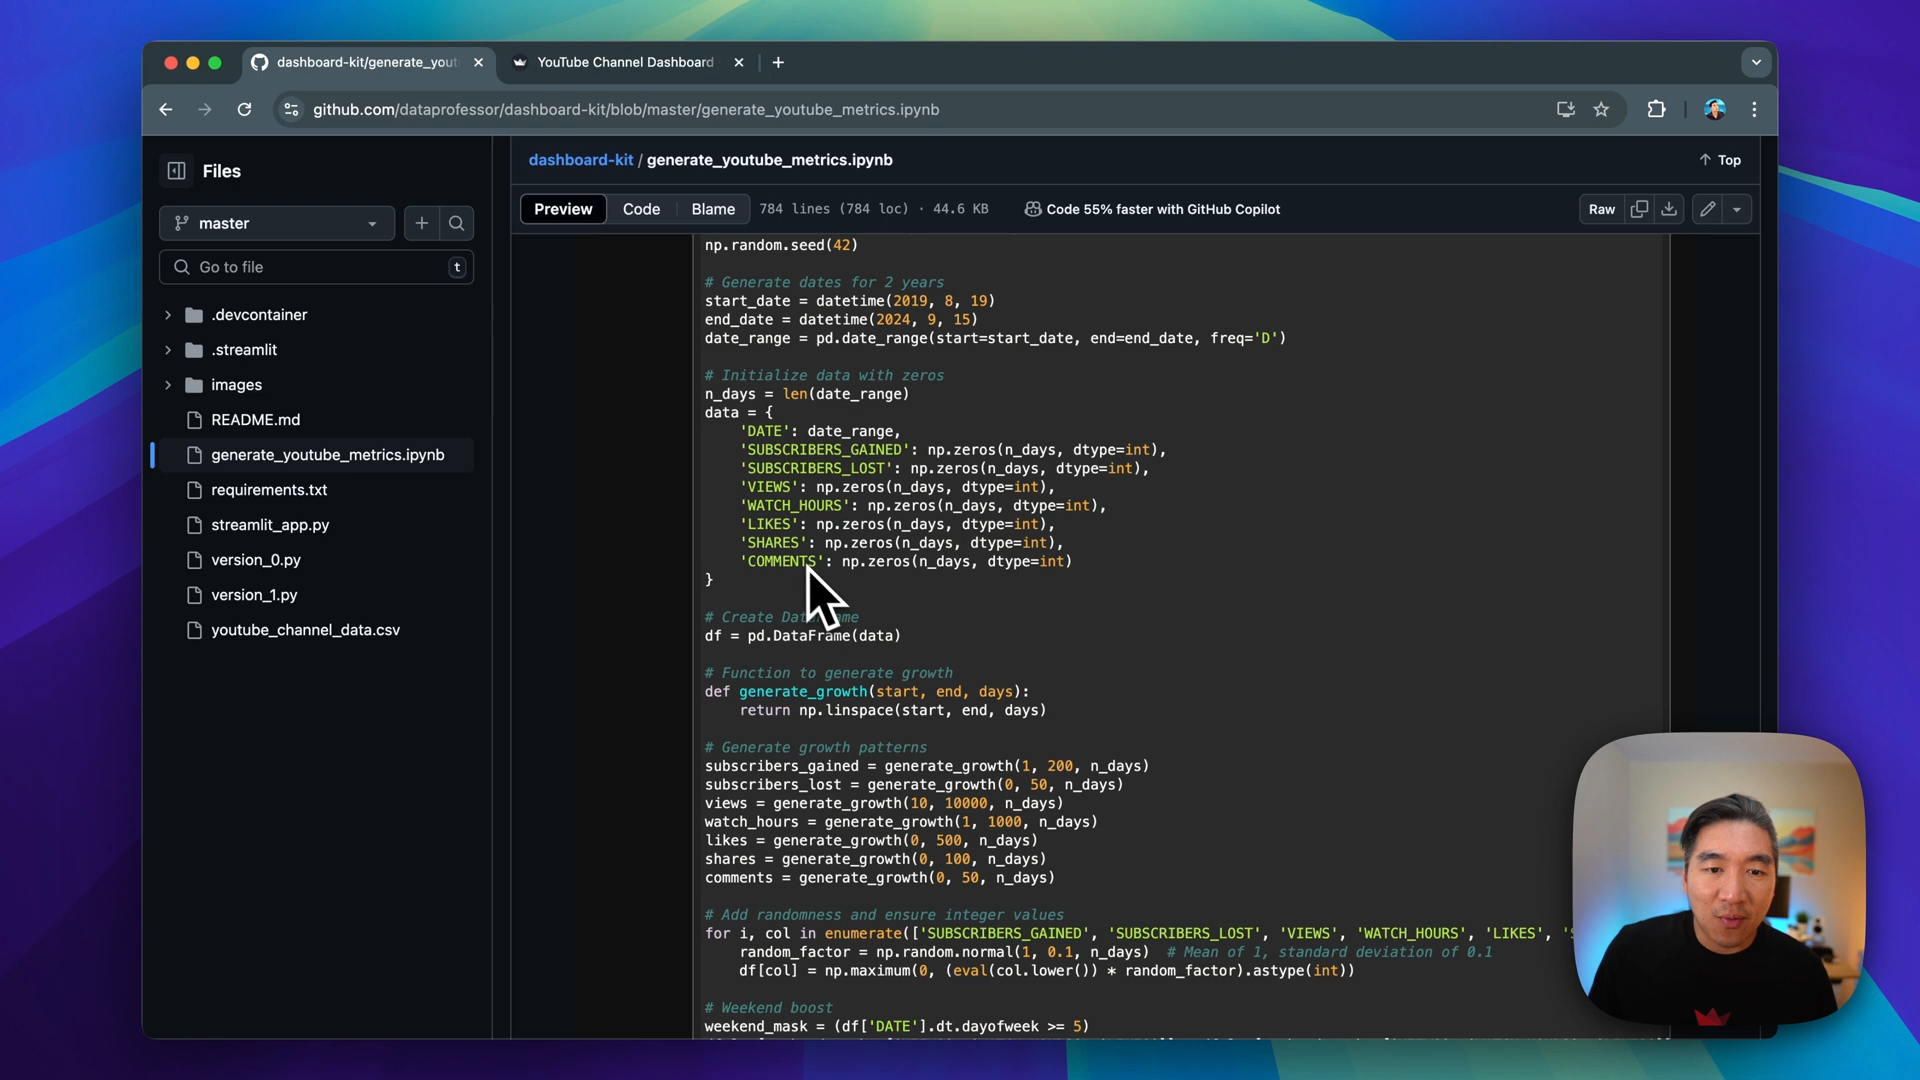 dashboard-kit/generate_yout
YouTube Channel Dashboard
github.com/dataprofessor/dashboard-kit/blob/master/generate_youtube_metrics.ipynb
Files
master
Go to file
t
.devcontainer
.streamlit
images
README.md
generate_youtube_metrics.ipynb
requirements.txt
streamlit_app.py
version_0.py
version_1.py
youtube_channel_data.csv
dashboard-kit / generate_youtube_metrics.ipynb
Top
Preview
Code
Blame
784 lines (784 loc) · 44.6 KB
Code 55% faster with GitHub Copilot
Raw
np.random.seed(42)
# Generate dates for 2 years
start_date = datetime(2019, 8, 19)
end_date = datetime(2024, 9, 15)
date_range = pd.date_range(start=start_date, end=end_date, freq='D')
# Initialize data with zeros
n_days = len(date_range)
data = {
'DATE': date_range,
'SUBSCRIBERS_GAINED': np.zeros(n_days, dtype=int),
'SUBSCRIBERS_LOST': np.zeros(n_days, dtype=int),
'VIEWS': np.zeros(n_days, dtype=int),
'WATCH_HOURS': np.zeros(n_days, dtype=int),
'LIKES': np.zeros(n_days, dtype=int),
'SHARES': np.zeros(n_days, dtype=int),
'COMMENTS': np.zeros(n_days, dtype=int)
}
# Create DataFrame
df = pd.DataFrame(data)
# Function to generate growth
def generate_growth(start, end, days):
return np.linspace(start, end, days)
# Generate growth patterns
subscribers_gained = generate_growth(1, 200, n_days)
subscribers_lost = generate_growth(0, 50, n_days)
views = generate_growth(10, 10000, n_days)
watch_hours = generate_growth(1, 1000, n_days)
likes = generate_growth(0, 500, n_days)
shares = generate_growth(0, 100, n_days)
comments = generate_growth(0, 50, n_days)
# Add randomness and ensure integer values
for i, col in enumerate(['SUBSCRIBERS_GAINED', 'SUBSCRIBERS_LOST', 'VIEWS', 'WATCH_HOURS', 'LIKES', '
random_factor = np.random.normal(1, 0.1, n_days) # Mean of 1, standard deviation of 0.1
df[col] = np.maximum(0, (eval(col.lower()) * random_factor).astype(int))
# Weekend boost
weekend_mask = (df['DATE'].dt.dayofweek >= 5)